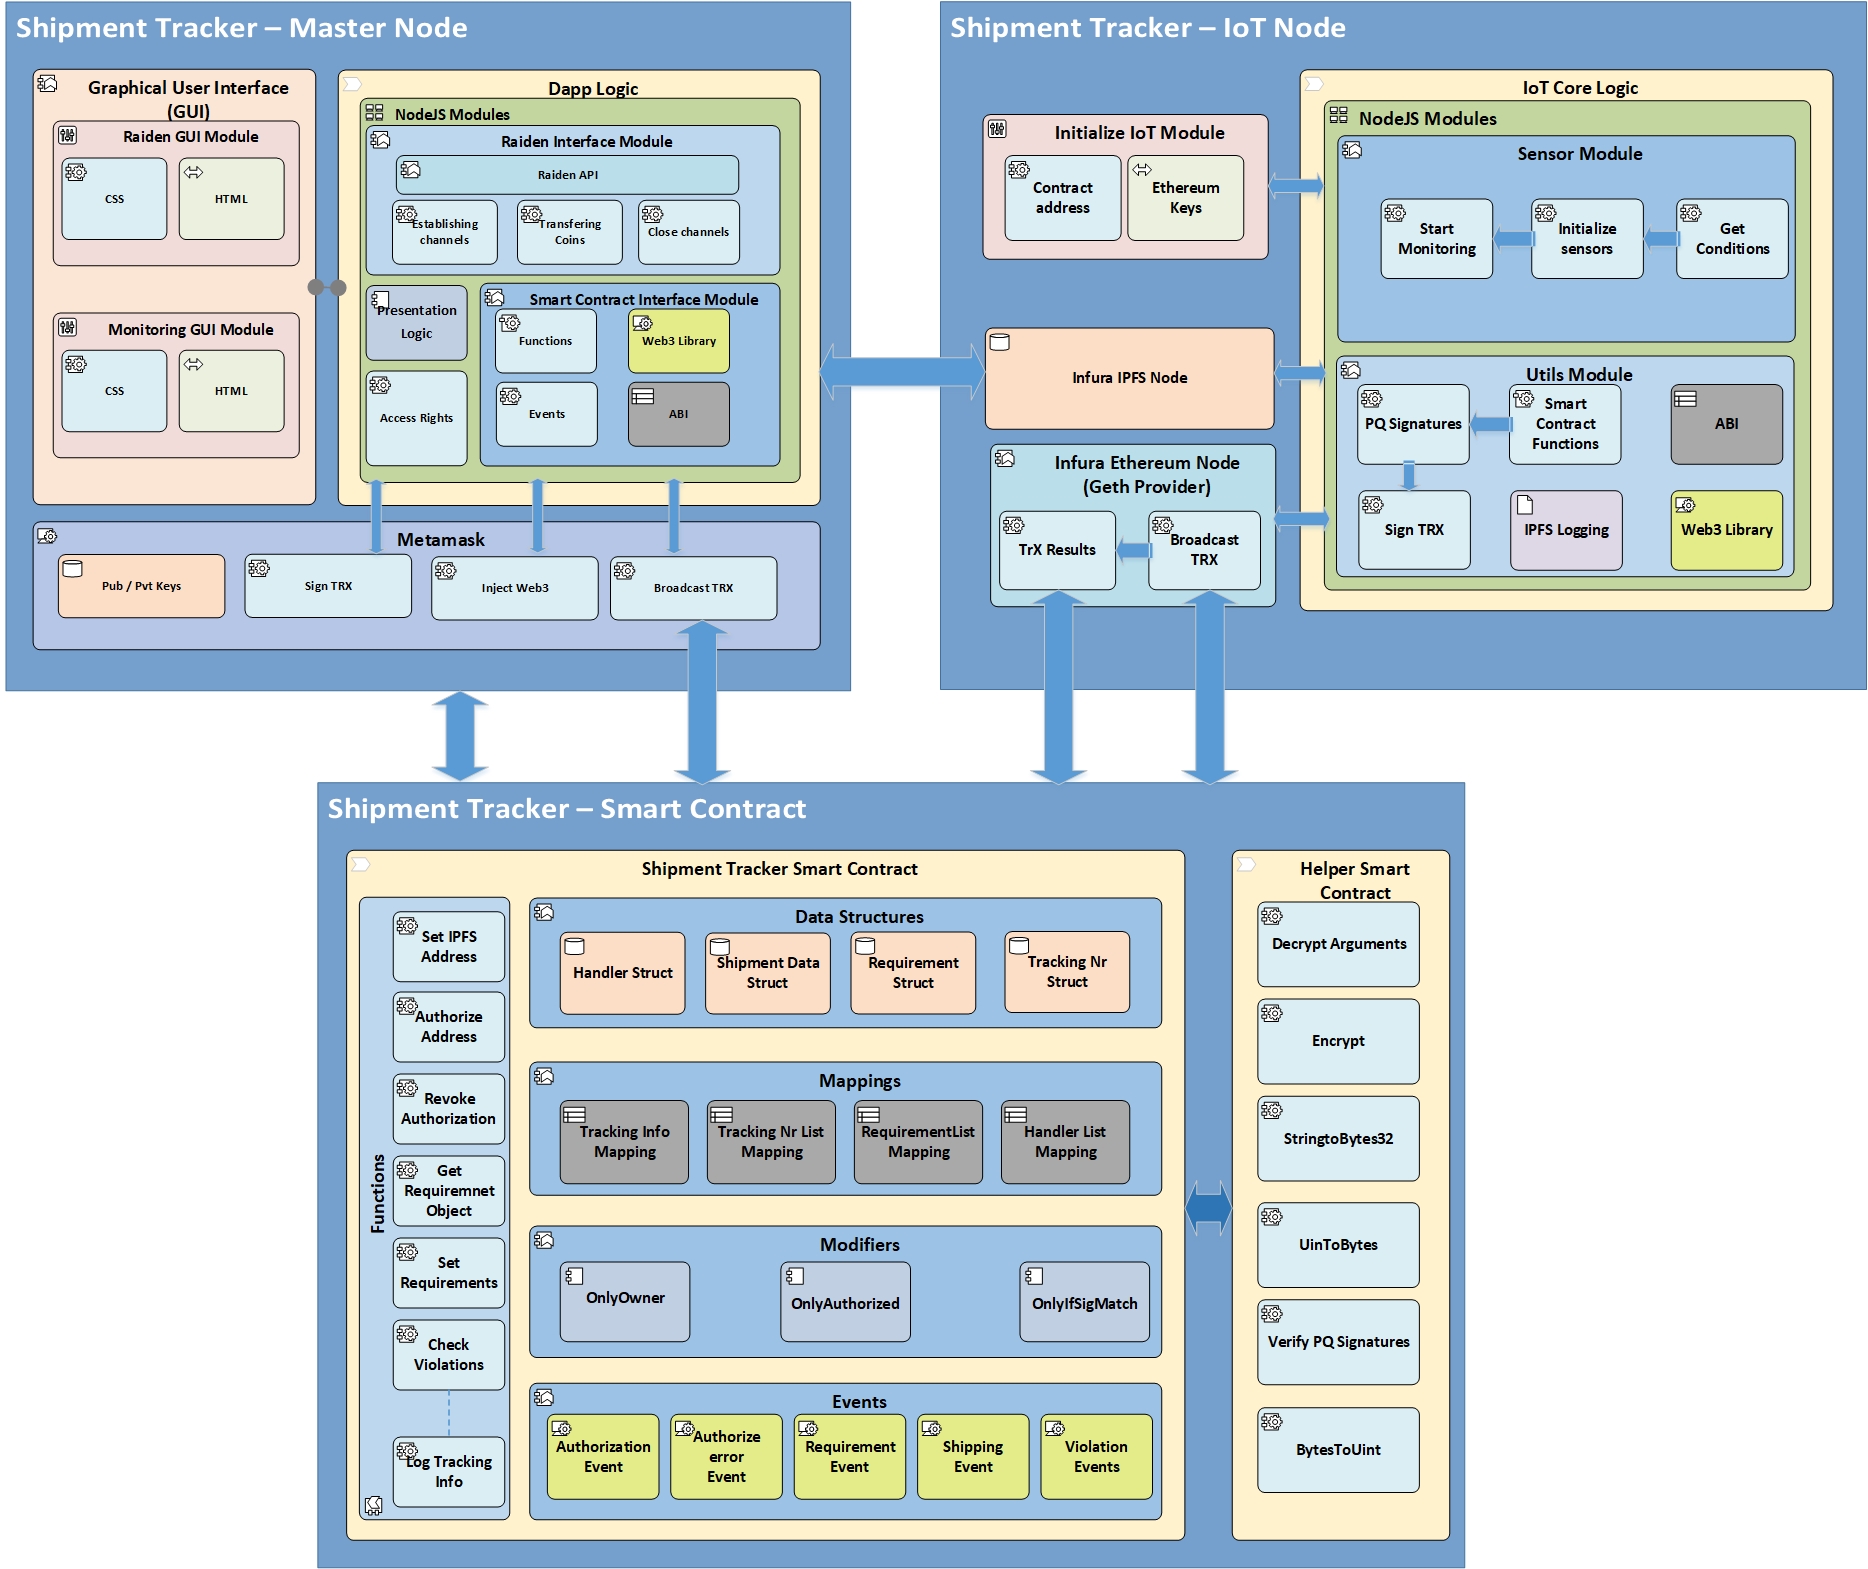 Shipment Tracker – Master Node
Graphical User Interface
(GUI)
Raiden GUI Module
CSS
HTML
Monitoring GUI Module
CSS
HTML
Dapp Logic
NodeJS Modules
Raiden Interface Module
Raiden API
Establishing
channels
Transfering
Coins
Close channels
Presentation
Logic
Access Rights
Smart Contract Interface Module
Functions
Web3 Library
Events
ABI
Metamask
Pub / Pvt Keys
Sign TRX
Inject Web3
Broadcast TRX
Shipment Tracker – IoT Node
Initialize IoT Module
Contract
address
Ethereum
Keys
Infura IPFS Node
Infura Ethereum Node
(Geth Provider)
TrX Results
Broadcast
TRX
IoT Core Logic
NodeJS Modules
Sensor Module
Start
Monitoring
Initialize
sensors
Get
Conditions
Utils Module
PQ Signatures
Smart
Contract
Functions
ABI
Sign TRX
IPFS Logging
Web3 Library
Shipment Tracker – Smart Contract
Shipment Tracker Smart Contract
Functions
Set IPFS
Address
Authorize
Address
Revoke
Authorization
Get
Requiremnet
Object
Set
Requirements
Check
Violations
Log Tracking
Info
Data Structures
Handler Struct
Shipment Data
Struct
Requirement
Struct
Tracking Nr
Struct
Mappings
Tracking Info
Mapping
Tracking Nr List
Mapping
RequirementList
Mapping
Handler List
Mapping
Modifiers
OnlyOwner
OnlyAuthorized
OnlyIfSigMatch
Events
Authorization
Event
Authorize
error
Event
Requirement
Event
Shipping
Event
Violation
Events
Helper Smart
Contract
Decrypt Arguments
Encrypt
StringtoBytes32
UinToBytes
Verify PQ Signatures
BytesToUint